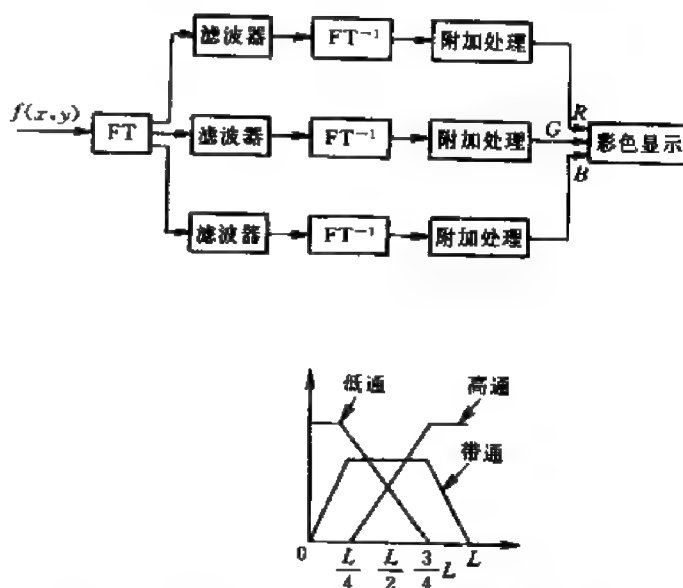 滤波器 FT⁻¹ 附加处理
f(x,y) FT 滤波器 FT⁻¹ 附加处理 R G B 彩色显示
滤波器 FT⁻¹ 附加处理
低通 高通
带通
0 L/4 L/2 3/4 L L